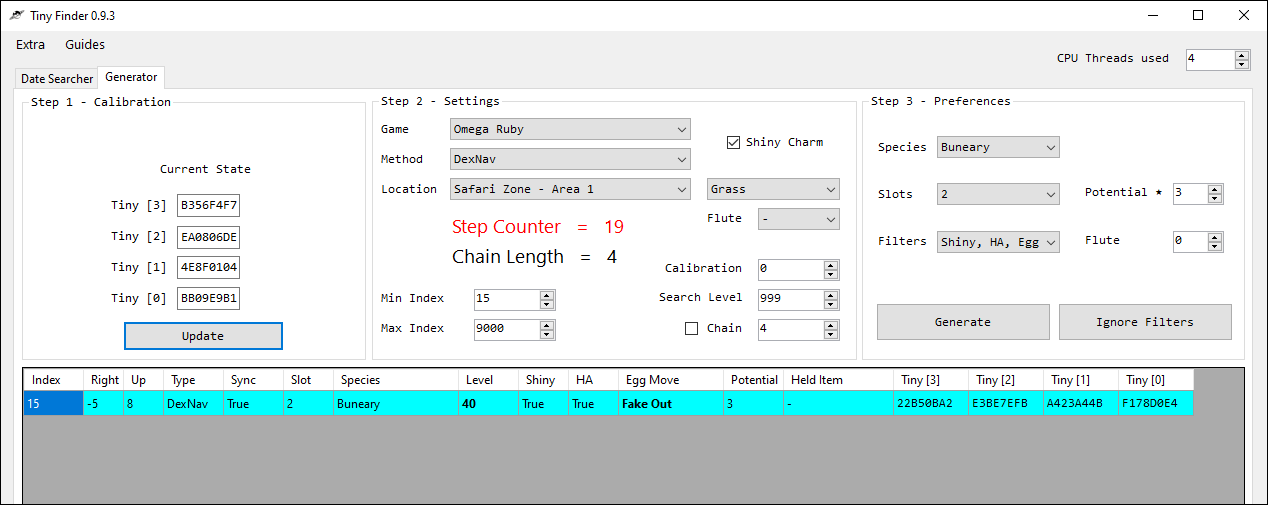 Tiny Finder 0.9.3
Extra Guides
CPU Threads used 4
Date Searcher Generator
Step 1 - Calibration
Current State
Tiny [3] B356F4F7
Tiny [2] EA0806DE
Tiny [1] 4E8F0104
Tiny [0] BB09E9B1
Update
Step 2 - Settings
Game Omega Ruby
Shiny Charm
Method DexNav
Location Safari Zone - Area 1 Grass
Flute -
Step Counter = 19
Chain Length = 4
Calibration 0
Min Index 15
Search Level 999
Max Index 9000
Chain 4
Step 3 - Preferences
Species Buneary
Slots 2
Potential ★ 3
Filters Shiny, HA, Egg
Flute 0
Generate Ignore Filters
Index Right Up Type Sync Slot Species Level Shiny HA Egg Move Potential Held Item Tiny [3] Tiny [2] Tiny [1] Tiny [0]
15 -5 8 DexNav True 2 Buneary 40 True True Fake Out 3 - 22B50BA2 E3BE7EFB A423A44B F178D0E4